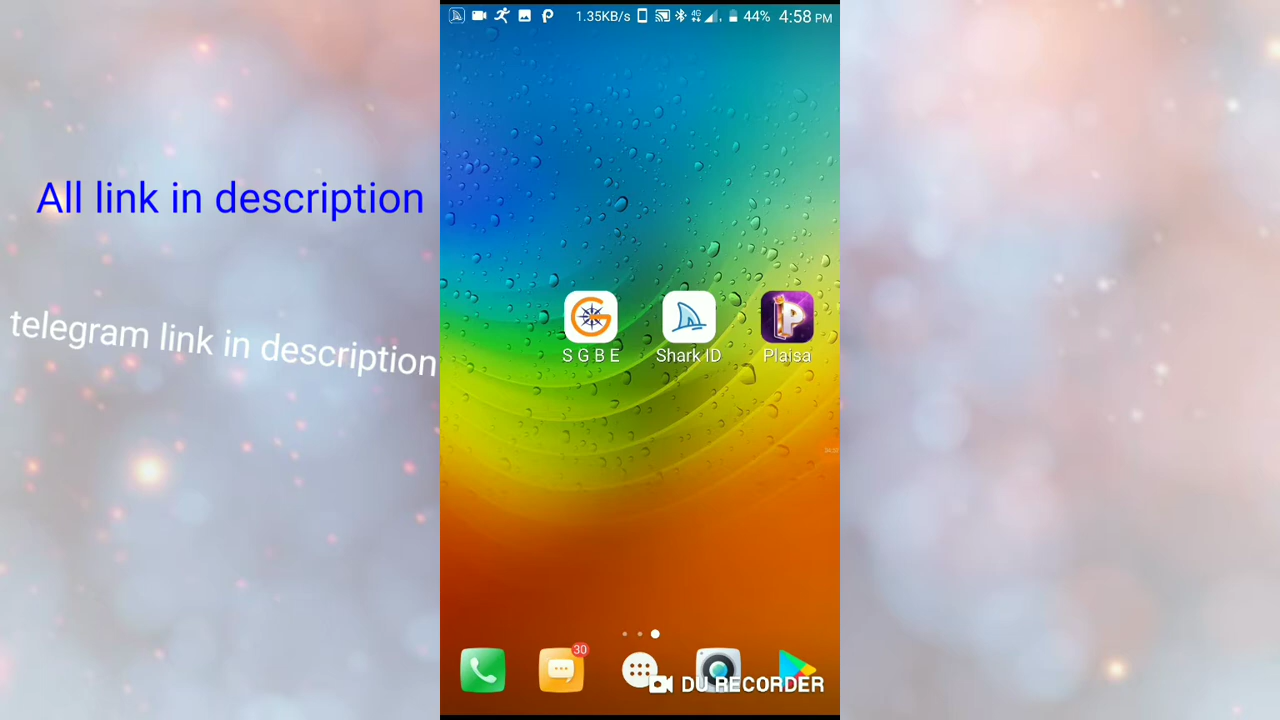 1.35KB/s 4G 44% 4:58 PM
All link in description
telegram link in description
S G B E
Shark ID
Plaisa
30
DU RECORDER